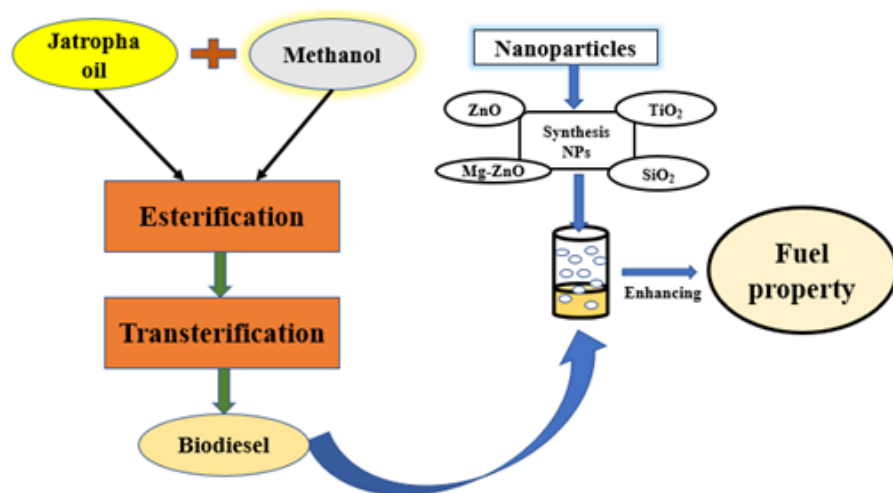 Jatropha
oil
Methanol
Esterification
Transterification
Biodiesel
Nanoparticles
ZnO
TiO₂
Synthesis
NPs
Mg-ZnO
SiO₂
Enhancing
Fuel
property